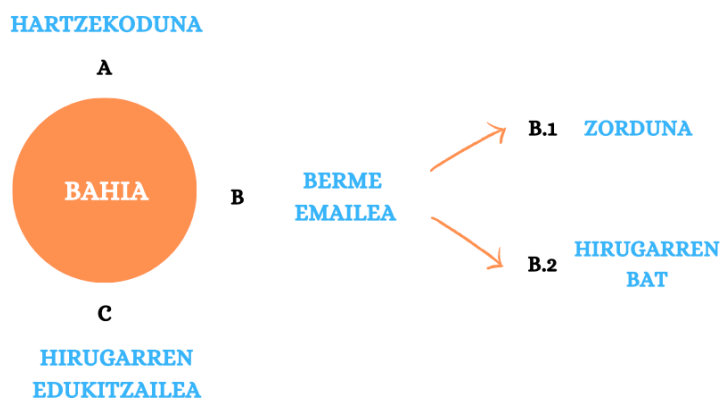 HARTZEKODUNA
A
BAHIA
B
BERME
EMAILEA
B.1 ZORDUNA
B.2 HIRUGARREN
BAT
C
HIRUGARREN
EDUKITZAILEA